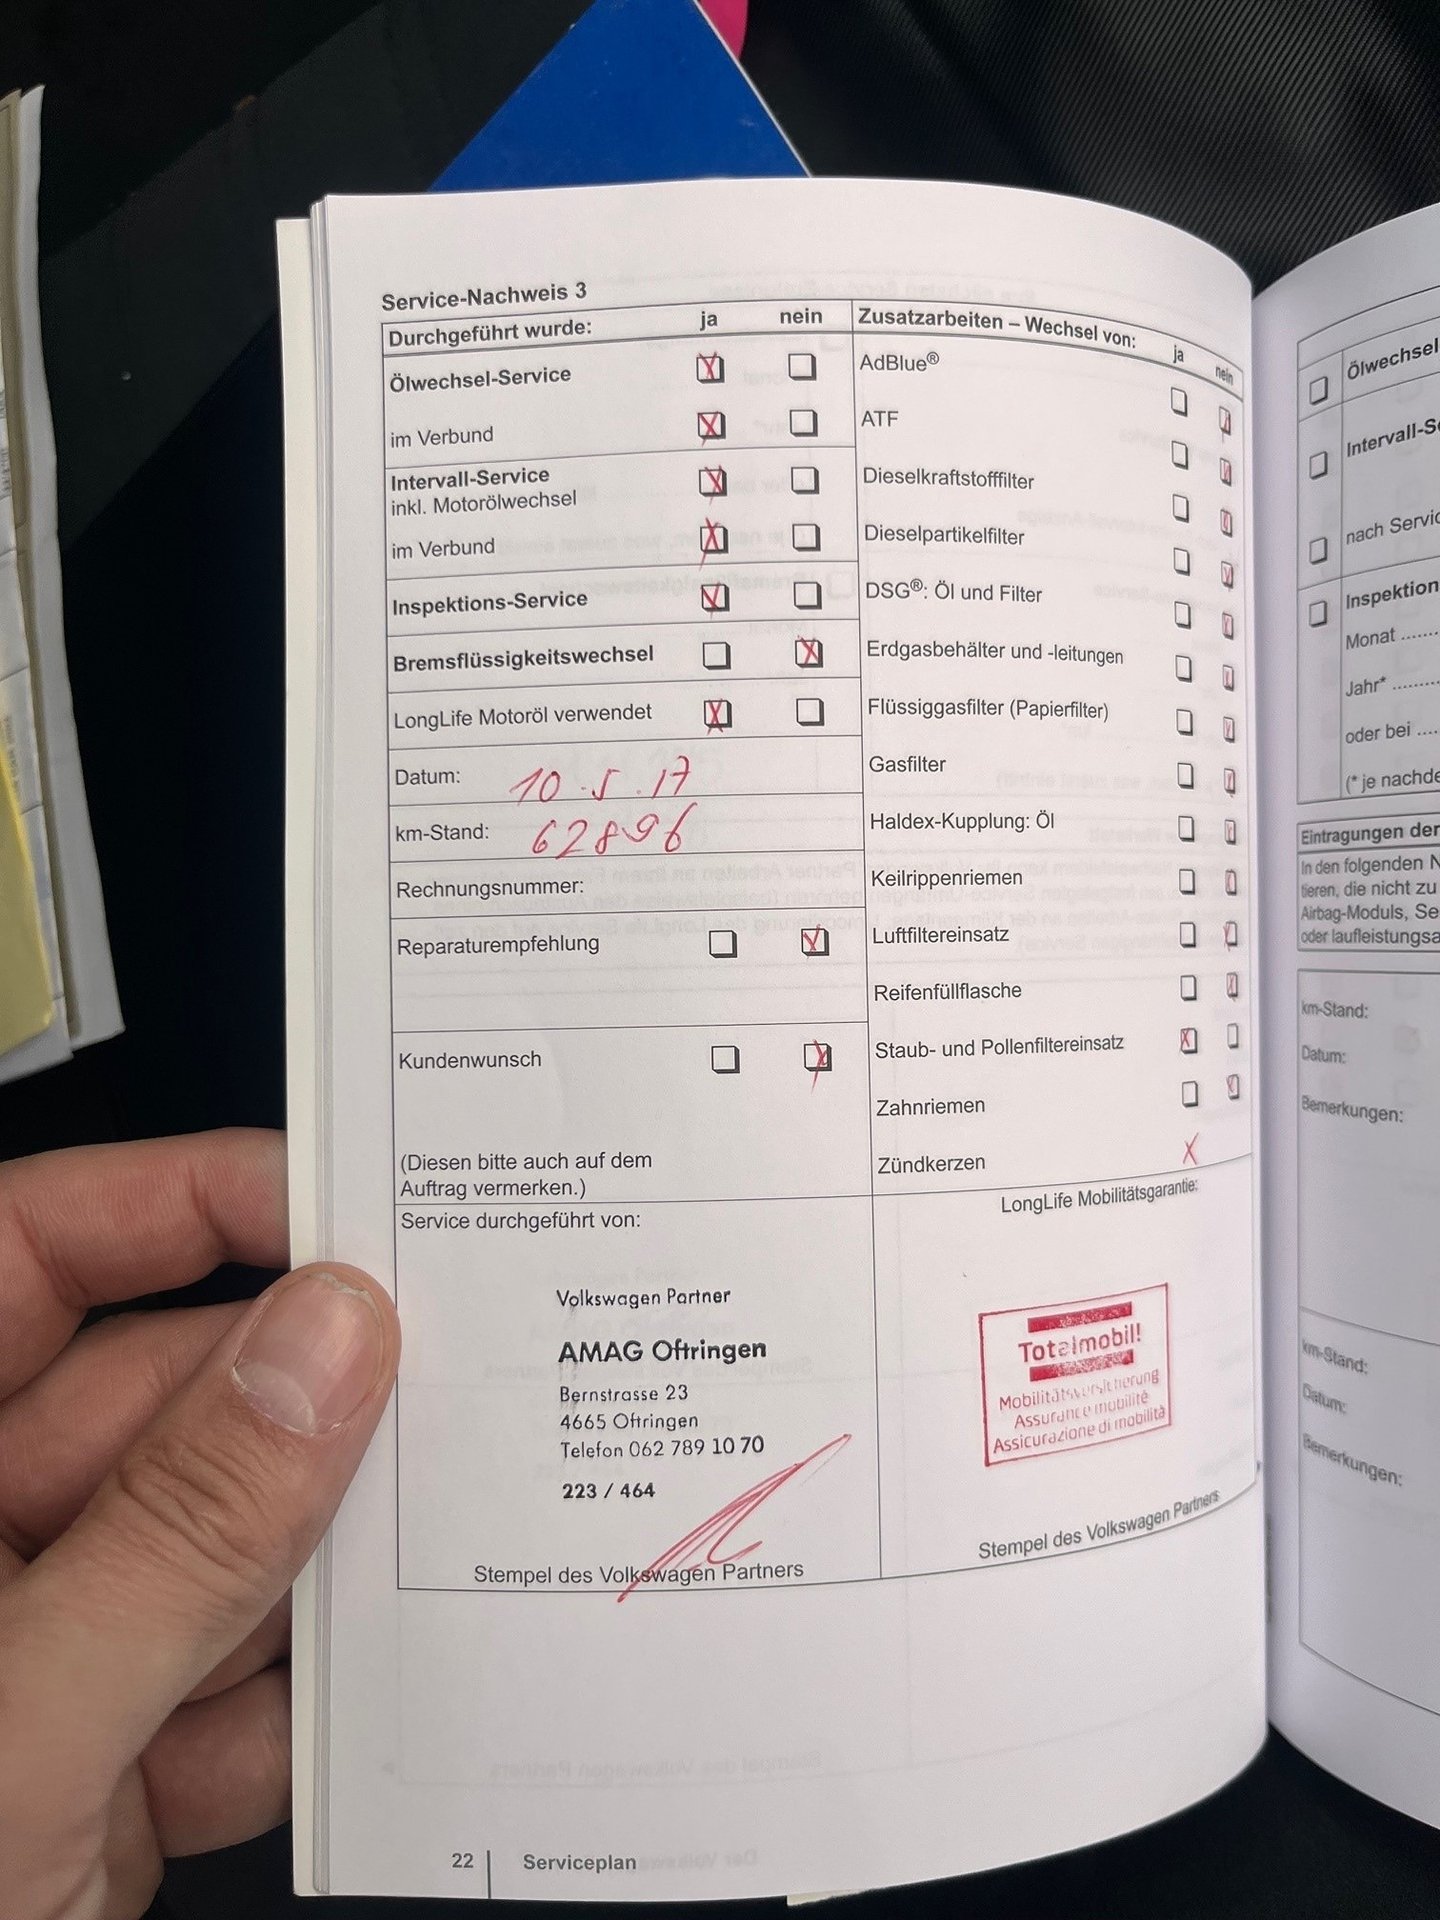 Service-Nachweis 3
Durchgeführt wurde: ja nein
Ölwechsel-Service
im Verbund
Intervall-Service
inkl. Motorölwechsel
im Verbund
Inspektions-Service
Bremsflüssigkeitswechsel
LongLife Motoröl verwendet
Datum: 10.5.17
km-Stand: 62896
Rechnungsnummer:
Reparaturempfehlung
Kundenwunsch
(Diesen bitte auch auf dem
Auftrag vermerken.)
Zusatzarbeiten – Wechsel von: ja nein
AdBlue®
ATF
Dieselkraftstofffilter
Dieselpartikelfilter
DSG®: Öl und Filter
Erdgasbehälter und -leitungen
Flüssiggasfilter (Papierfilter)
Gasfilter
Haldex-Kupplung: Öl
Keilrippenriemen
Luftfiltereinsatz
Reifenfüllflasche
Staub- und Pollenfiltereinsatz
Zahnriemen
Zündkerzen
Service durchgeführt von:
Volkswagen Partner
AMAG Oftringen
Bernstrasse 23
4665 Oftringen
Telefon 062 789 10 70
223 / 464
Stempel des Volkswagen Partners
LongLife Mobilitätsgarantie:
Totalmobil!
Mobilitätsversicherung
Assurance mobilité
Assicurazione di mobilità
Stempel des Volkswagen Partners
22 Serviceplan
Ölwechsel
nach
Inspektion
Monat
Jahr*
oder bei
(* je
Eintragungen der
In den folgenden
tieren, die nicht zu
Airbag-Moduls,
oder
km-Stand:
Datum:
Bemerkungen:
km-Stand:
Datum:
Bemerkungen: